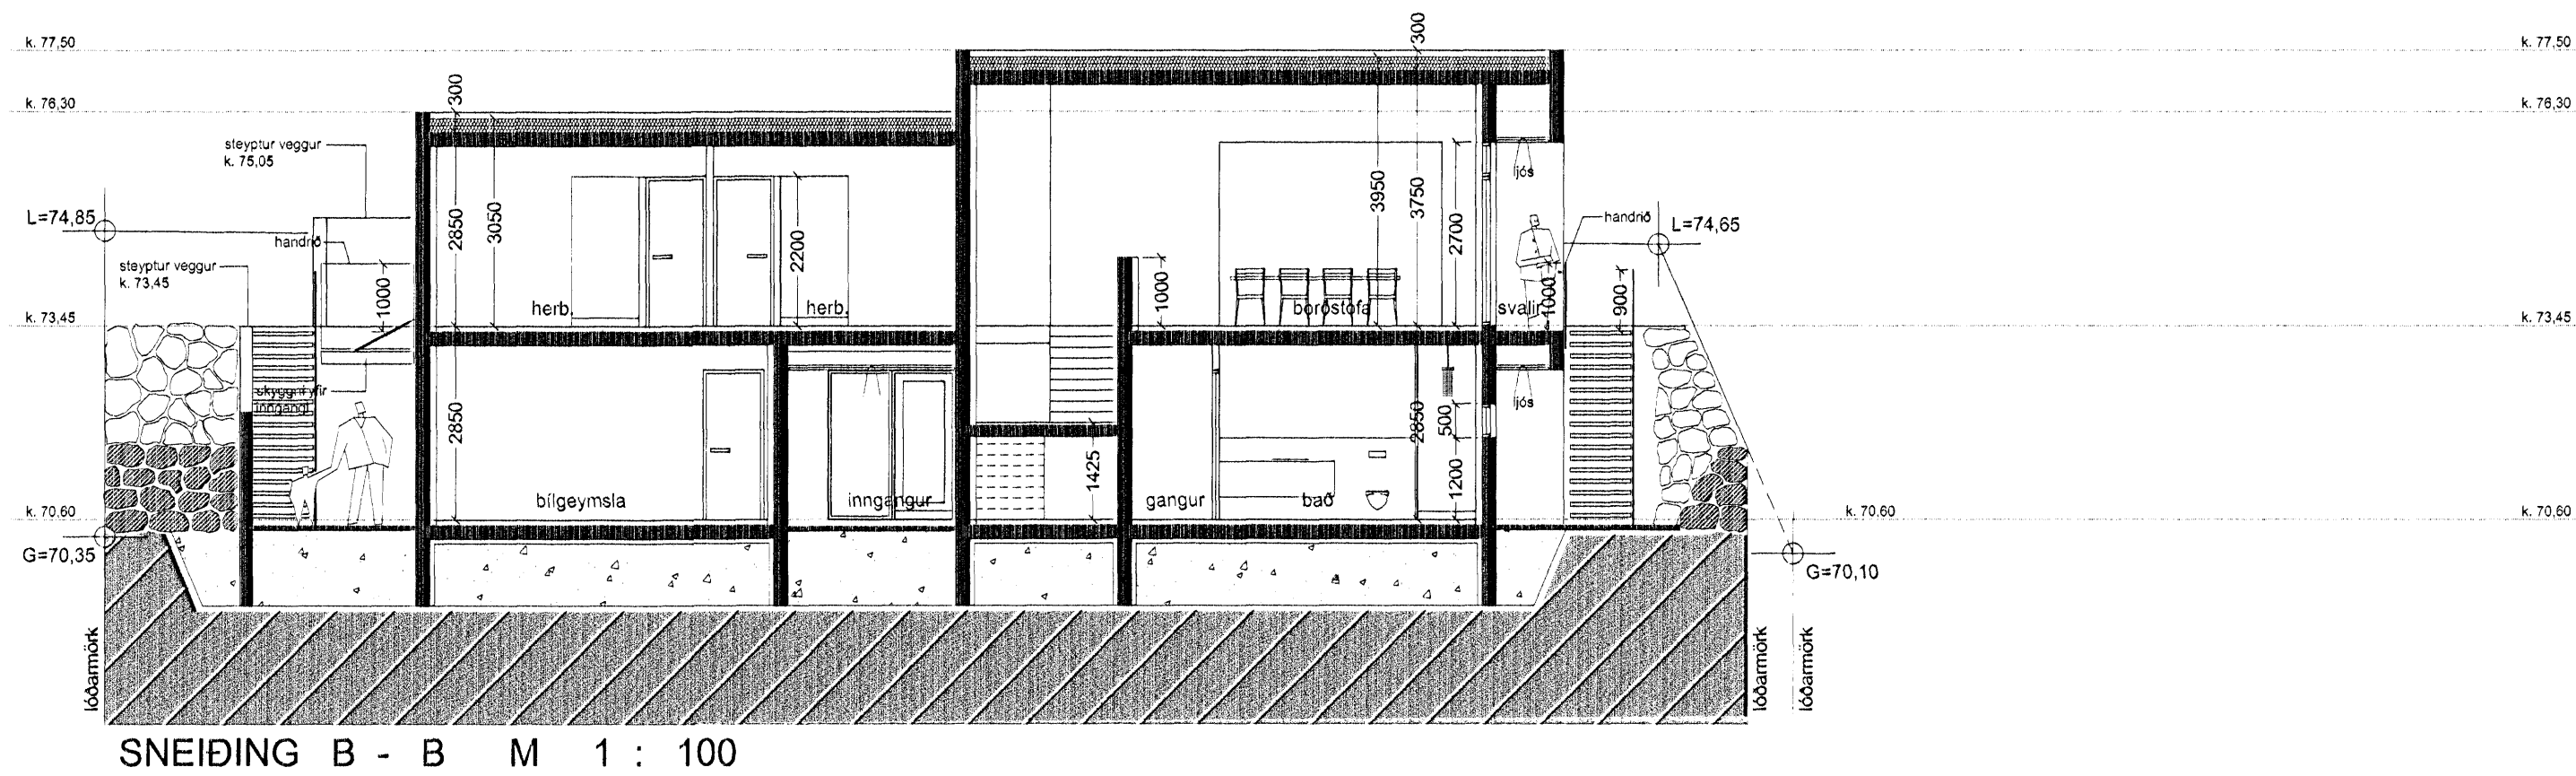 k. 77,50
300
k. 77,50
k. 76,30
300
k. 76,30
steyptur veggur
k. 75,05
ljós
L=74,85
2850
3050
2200
3950
3750
2700
handrið
L=74,65
handrið
steyptur veggur
k. 73,45
1000
1000
1000
900
herb.
herb.
borðstofa
svalir
k. 73,45
k. 73,45
skyggni yfir
inngangi
2850
2850
500
ljós
1425
1200
bílgeymsla
inngangur
gangur
bað
k. 70,60
k. 70,60
k. 70,60
G=70,35
G=70,10
lóðarmörk
lóðarmörk
lóðarmörk
SNEIÐING B - B M 1 : 100